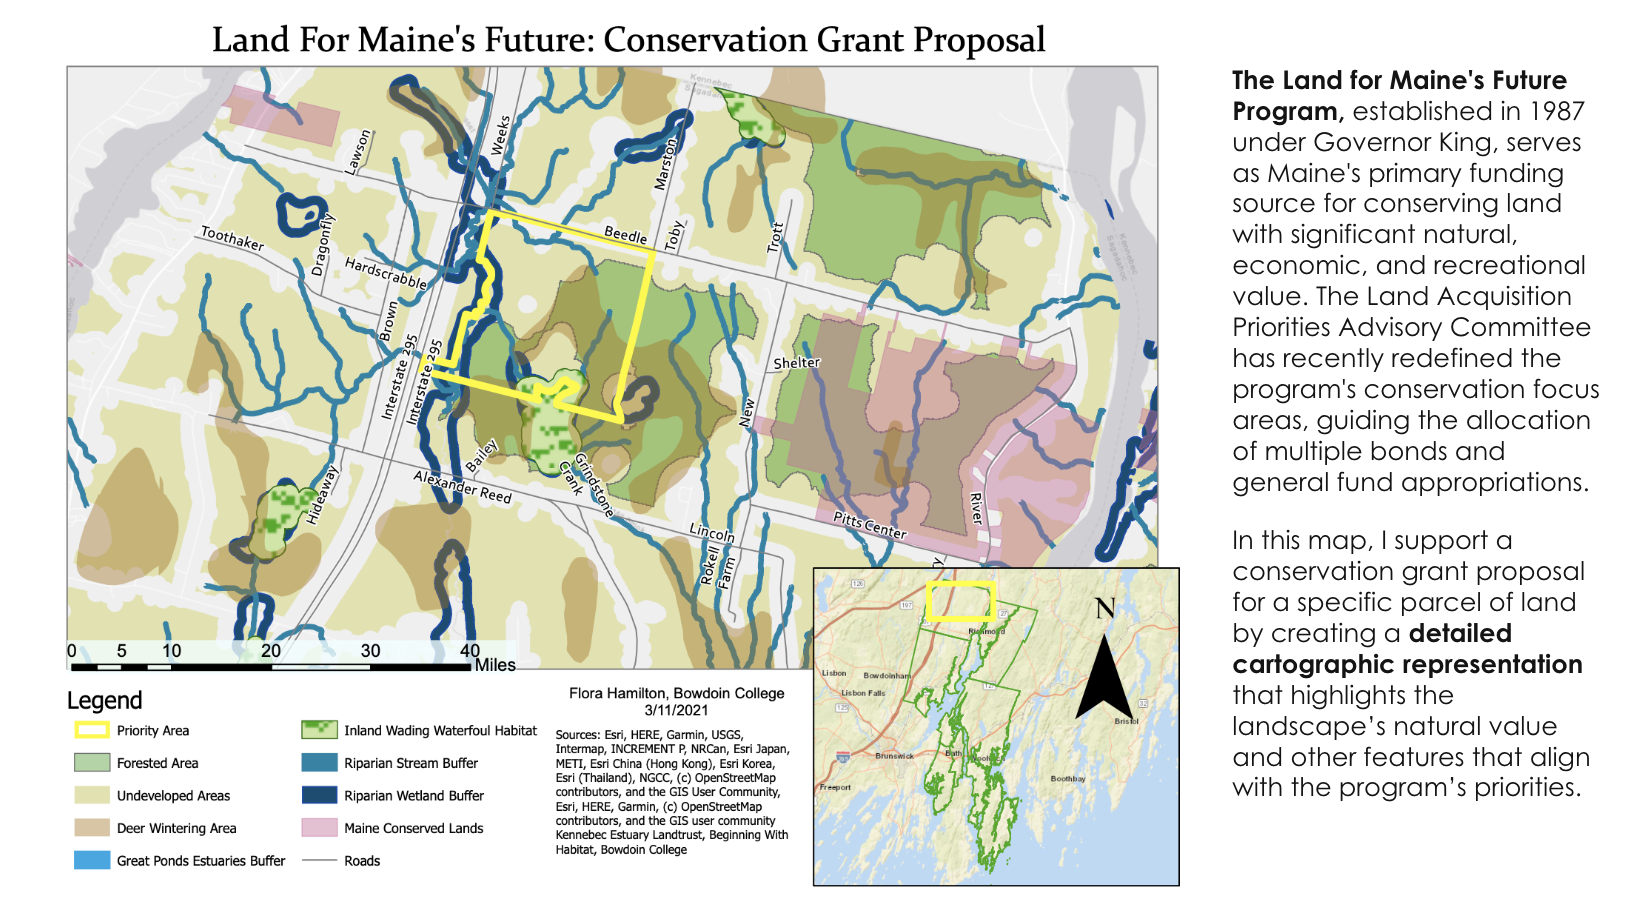 Land For Maine's Future: Conservation Grant Proposal
Kennebec
Sagadahoc
Weeks
Lawson
Marston
Dragonfly
Toothaker
Beedle
Toby
Trott
Hardscrabble
Kennebec
Sagadahoc
Brown
Interstate 295
Interstate 295
Shelter
New
Bailey
Crank
Grindstone
Alexander Reed
Hideaway
River
Pitts Center
Lincoln
Rokell
Farm
0 5 10 20 30 40
Miles
N
126
197
27
Richmond
Lisbon
Bowdoinham
Lisbon Falls
125
127
32
Bristol
Brunswick
Bath
Woolwich
Boothbay
Freeport
Legend
Priority Area
Forested Area
Undeveloped Areas
Deer Wintering Area
Great Ponds Estuaries Buffer
Inland Wading Waterfoul Habitat
Riparian Stream Buffer
Riparian Wetland Buffer
Maine Conserved Lands
Roads
Flora Hamilton, Bowdoin College
3/11/2021
Sources: Esri, HERE, Garmin, USGS,
Intermap, INCREMENT P, NRCan, Esri Japan,
METI, Esri China (Hong Kong), Esri Korea,
Esri (Thailand), NGCC, (c) OpenStreetMap
contributors, and the GIS User Community,
Esri, HERE, Garmin, (c) OpenStreetMap
contributors, and the GIS user community
Kennebec Estuary Landtrust, Beginning With
Habitat, Bowdoin College
The Land for Maine's Future
Program, established in 1987
under Governor King, serves
as Maine's primary funding
source for conserving land
with significant natural,
economic, and recreational
value. The Land Acquisition
Priorities Advisory Committee
has recently redefined the
program's conservation focus
areas, guiding the allocation
of multiple bonds and
general fund appropriations.
In this map, I support a
conservation grant proposal
for a specific parcel of land
by creating a detailed
cartographic representation
that highlights the
landscape’s natural value
and other features that align
with the program’s priorities.